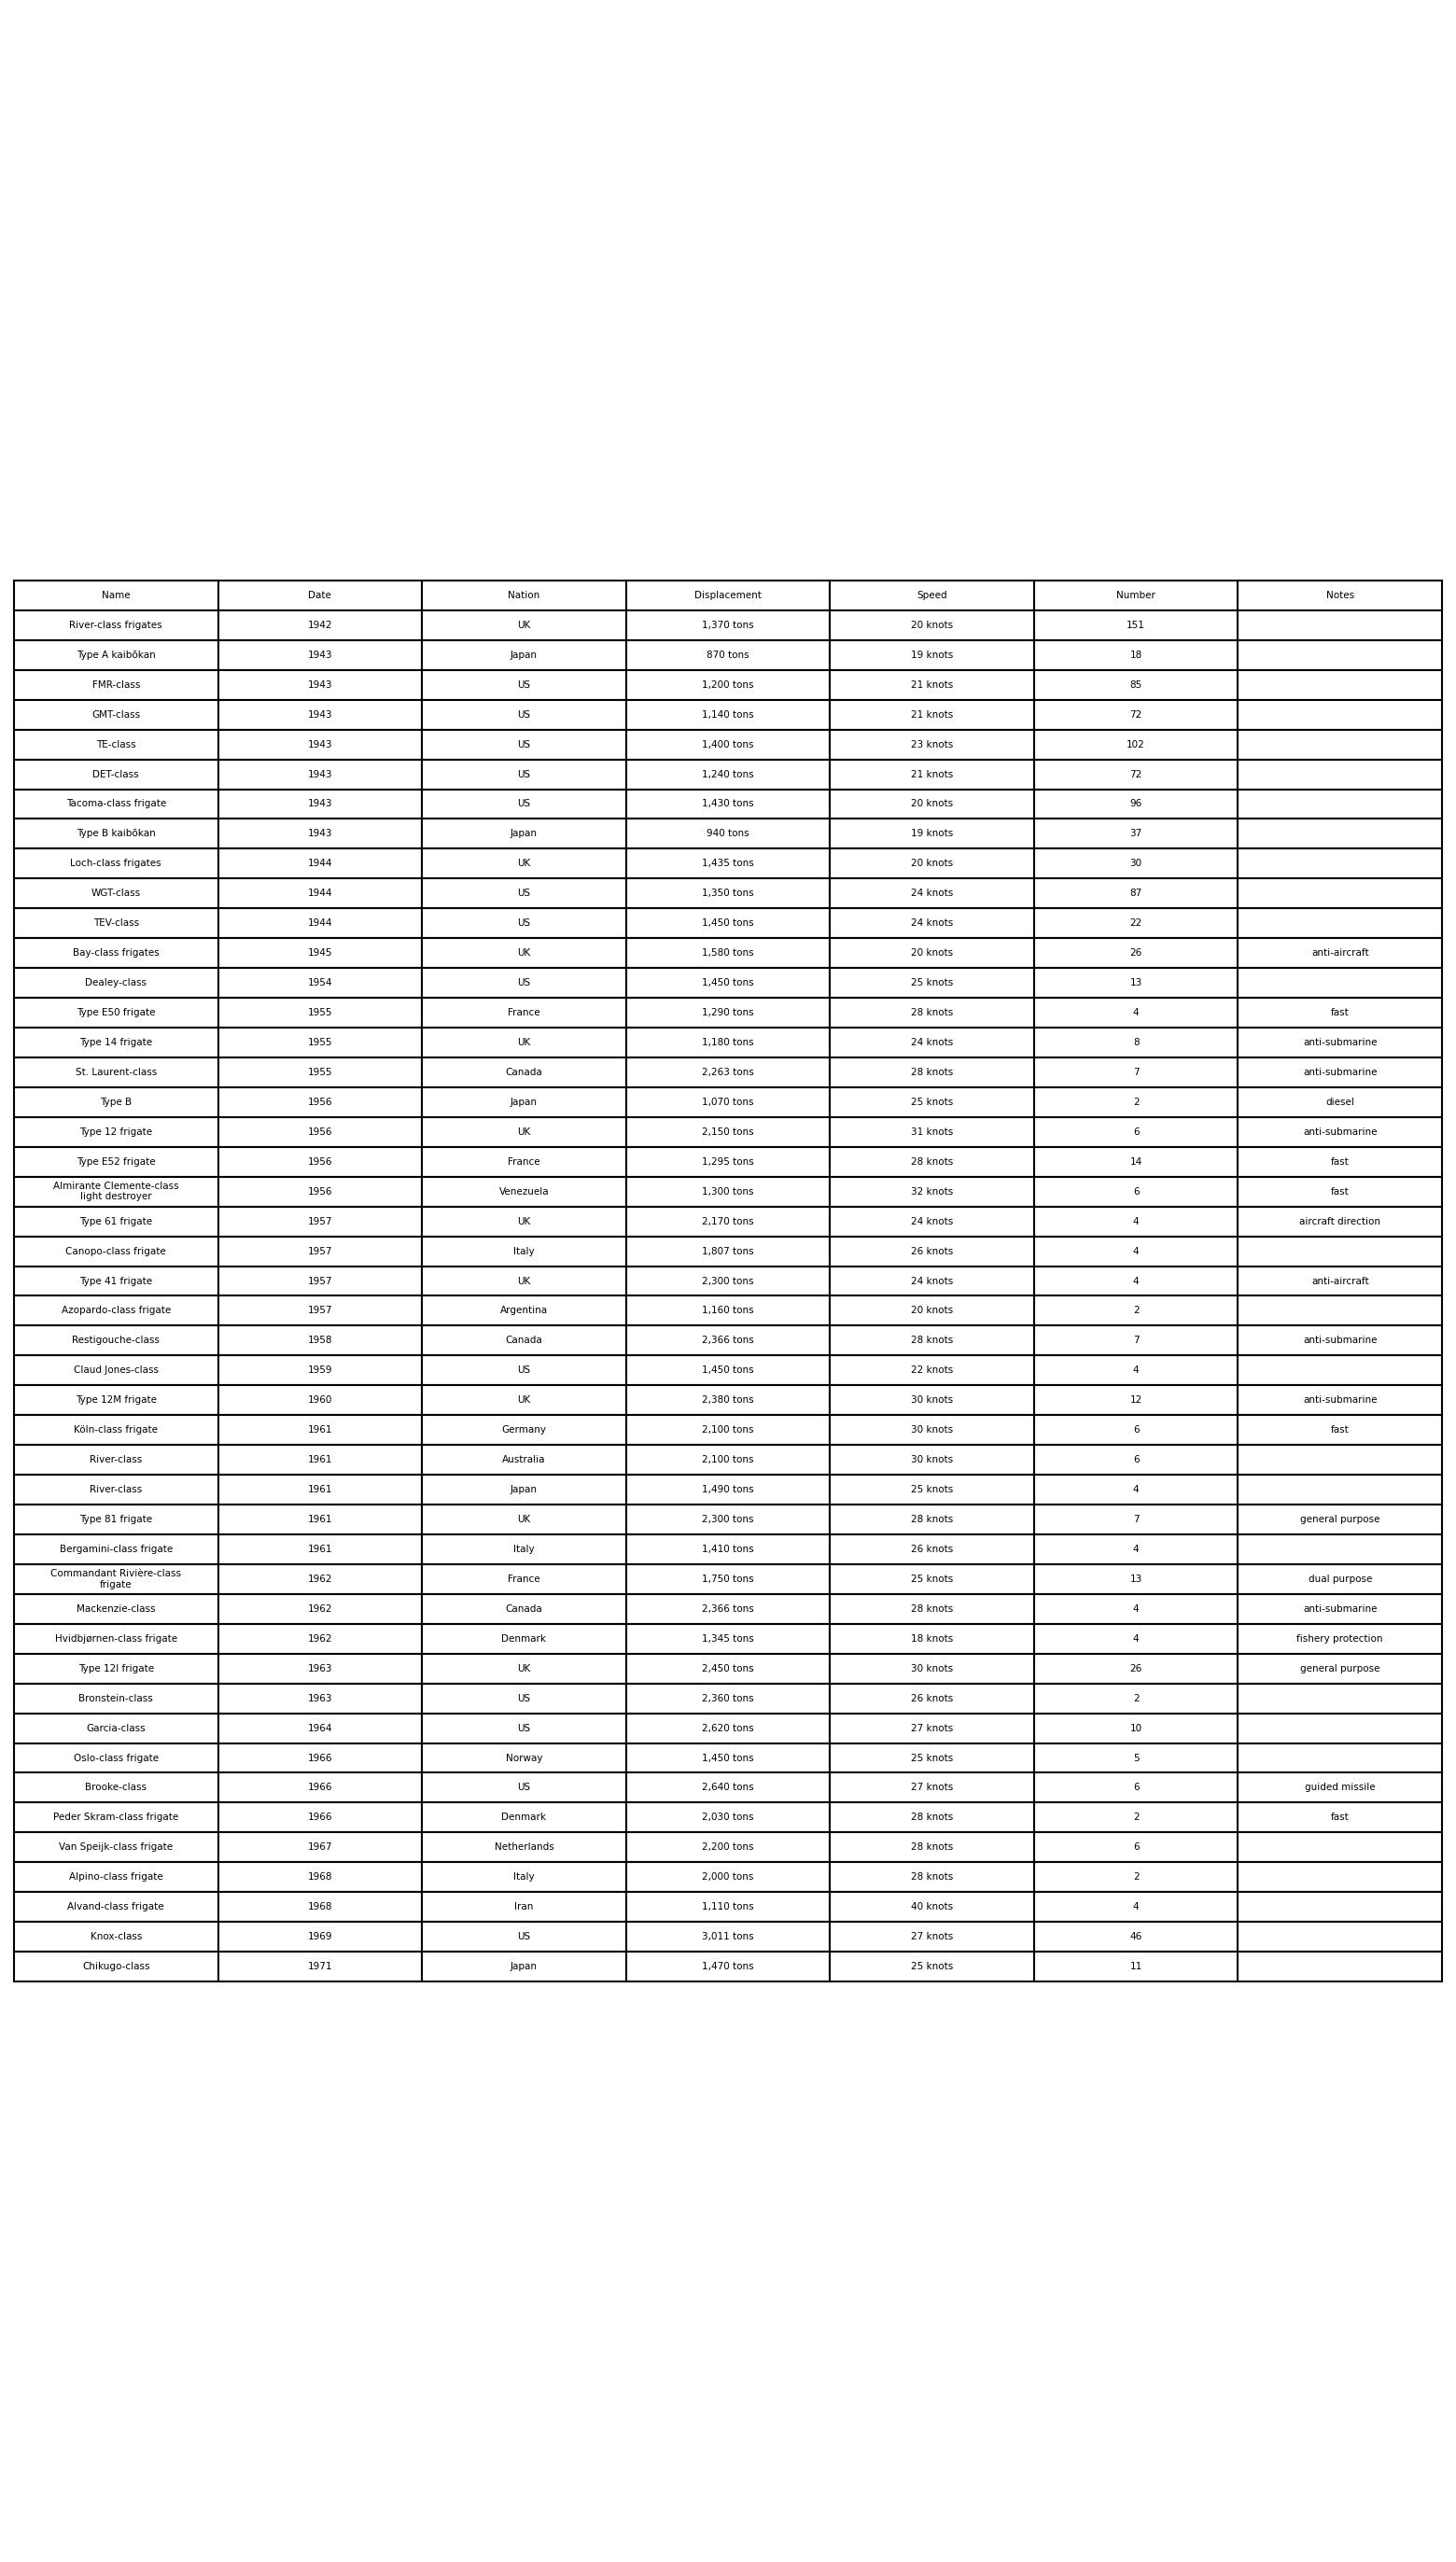 Name Date Nation Displacement Speed Number Notes
River-class frigates 1942 UK 1,370 tons 20 knots 151
Type A kaibōkan 1943 Japan 870 tons 19 knots 18
FMR-class 1943 US 1,200 tons 21 knots 85
GMT-class 1943 US 1,140 tons 21 knots 72
TE-class 1943 US 1,400 tons 23 knots 102
DET-class 1943 US 1,240 tons 21 knots 72
Tacoma-class frigate 1943 US 1,430 tons 20 knots 96
Type B kaibōkan 1943 Japan 940 tons 19 knots 37
Loch-class frigates 1944 UK 1,435 tons 20 knots 30
WGT-class 1944 US 1,350 tons 24 knots 87
TEV-class 1944 US 1,450 tons 24 knots 22
Bay-class frigates 1945 UK 1,580 tons 20 knots 26 anti-aircraft
Dealey-class 1954 US 1,450 tons 25 knots 13
Type E50 frigate 1955 France 1,290 tons 28 knots 4 fast
Type 14 frigate 1955 UK 1,180 tons 24 knots 8 anti-submarine
St. Laurent-class 1955 Canada 2,263 tons 28 knots 7 anti-submarine
Type B 1956 Japan 1,070 tons 25 knots 2 diesel
Type 12 frigate 1956 UK 2,150 tons 31 knots 6 anti-submarine
Type E52 frigate 1956 France 1,295 tons 28 knots 14 fast
Almirante Clemente-class
light destroyer 1956 Venezuela 1,300 tons 32 knots 6 fast
Type 61 frigate 1957 UK 2,170 tons 24 knots 4 aircraft direction
Canopo-class frigate 1957 Italy 1,807 tons 26 knots 4
Type 41 frigate 1957 UK 2,300 tons 24 knots 4 anti-aircraft
Azopardo-class frigate 1957 Argentina 1,160 tons 20 knots 2
Restigouche-class 1958 Canada 2,366 tons 28 knots 7 anti-submarine
Claud Jones-class 1959 US 1,450 tons 22 knots 4
Type 12M frigate 1960 UK 2,380 tons 30 knots 12 anti-submarine
Köln-class frigate 1961 Germany 2,100 tons 30 knots 6 fast
River-class 1961 Australia 2,100 tons 30 knots 6
River-class 1961 Japan 1,490 tons 25 knots 4
Type 81 frigate 1961 UK 2,300 tons 28 knots 7 general purpose
Bergamini-class frigate 1961 Italy 1,410 tons 26 knots 4
Commandant Rivière-class
frigate 1962 France 1,750 tons 25 knots 13 dual purpose
Mackenzie-class 1962 Canada 2,366 tons 28 knots 4 anti-submarine
Hvidbjørnen-class frigate 1962 Denmark 1,345 tons 18 knots 4 fishery protection
Type 12I frigate 1963 UK 2,450 tons 30 knots 26 general purpose
Bronstein-class 1963 US 2,360 tons 26 knots 2
Garcia-class 1964 US 2,620 tons 27 knots 10
Oslo-class frigate 1966 Norway 1,450 tons 25 knots 5
Brooke-class 1966 US 2,640 tons 27 knots 6 guided missile
Peder Skram-class frigate 1966 Denmark 2,030 tons 28 knots 2 fast
Van Speijk-class frigate 1967 Netherlands 2,200 tons 28 knots 6
Alpino-class frigate 1968 Italy 2,000 tons 28 knots 2
Alvand-class frigate 1968 Iran 1,110 tons 40 knots 4
Knox-class 1969 US 3,011 tons 27 knots 46
Chikugo-class 1971 Japan 1,470 tons 25 knots 11